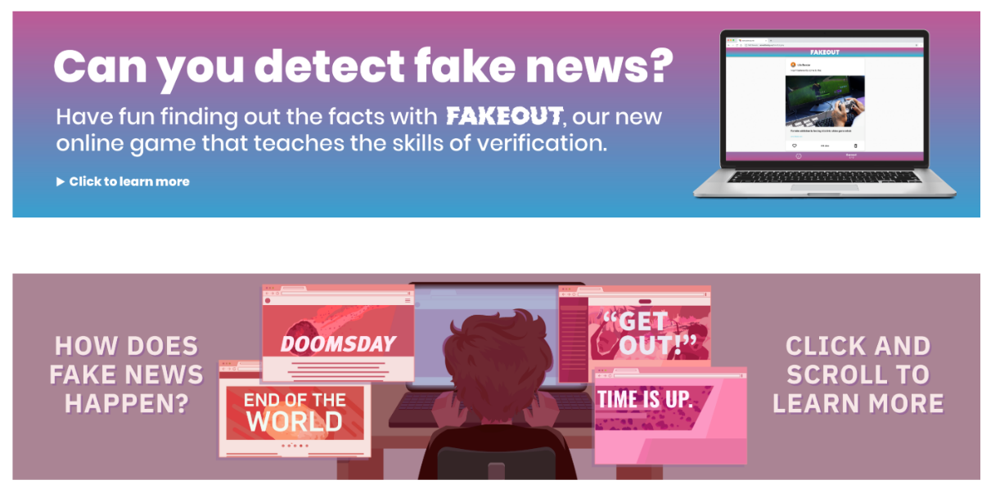 Can you detect fake news?
Have fun finding out the facts with FAKEOUT, our new
online game that teaches the skills of verification.
▶ Click to learn more
FAKEOUT
HOW DOES
FAKE NEWS
HAPPEN?
DOOMSDAY
END OF THE
WORLD
“GET
OUT!”
TIME IS UP.
CLICK AND
SCROLL TO
LEARN MORE